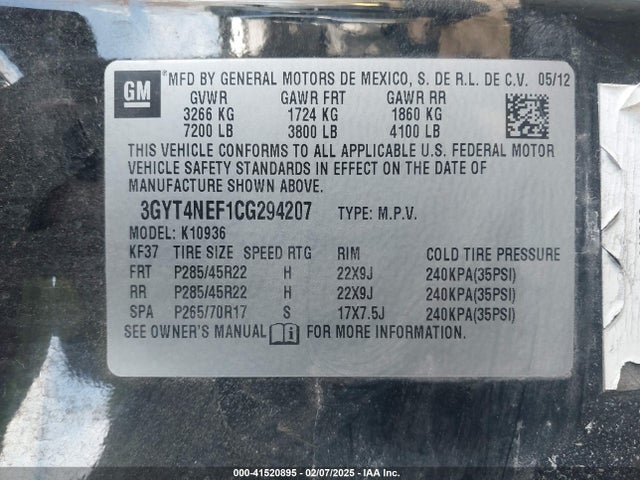 GM ®MFD BY GENERAL MOTORS DE MEXICO, S. DE R.L. DE C.V. 05/12
GVWR GAWR FRT GAWR RR
3266 KG 1724 KG 1860 KG
7200 LB 3800 LB 4100 LB
THIS VEHICLE CONFORMS TO ALL APPLICABLE U.S. FEDERAL MOTOR
VEHICLE SAFETY STANDARDS IN EFFECT ON THE DATE OF
MANUFACTURE SHOWN ABOVE.
3GYT4NEF1CG294207 TYPE: M.P.V.
MODEL: K10936
KF37 TIRE SIZE SPEED RTG RIM COLD TIRE PRESSURE
FRT P285/45R22 H 22X9J 240KPA(35PSI)
RR P285/45R22 H 22X9J 240KPA(35PSI)
SPA P265/70R17 S 17X7.5J 240KPA(35PSI)
SEE OWNER'S MANUAL FOR MORE INFORMATION.
000-41520895 - 02/07/2025 - IAA Inc.